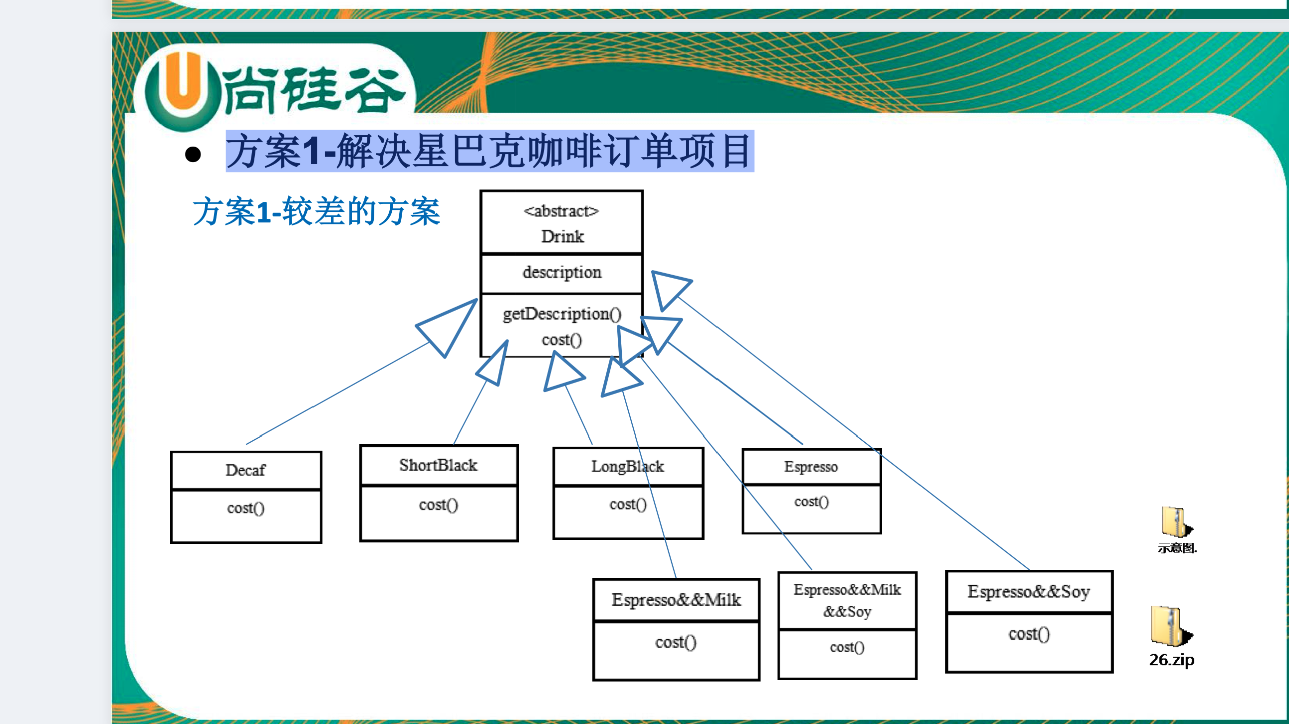 尚硅谷
● 方案1-解决星巴克咖啡订单项目
方案1-较差的方案
<abstract>
Drink
description
getDescription()
cost()
Decaf
cost()
ShortBlack
cost()
LongBlack
cost()
Espresso
cost()
Espresso&&Milk
cost()
Espresso&&Milk
&&Soy
cost()
Espresso&&Soy
cost()
示意图.
26.zip